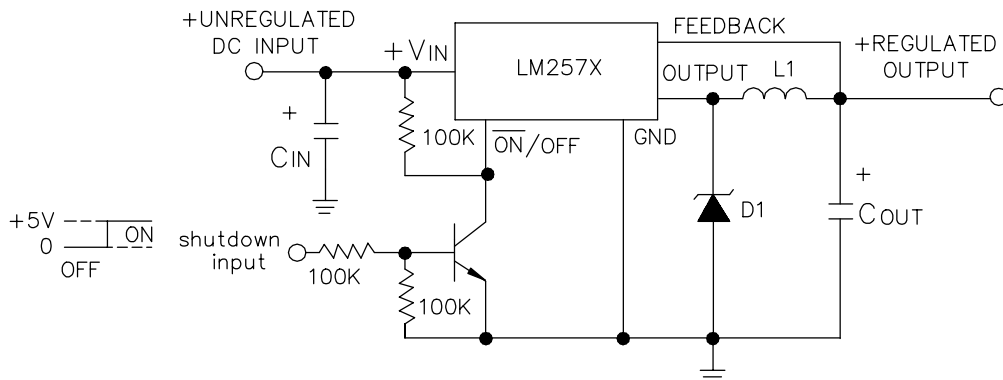 +UNREGULATED
DC INPUT
+VIN
LM257X
FEEDBACK
OUTPUT
L1
+REGULATED
OUTPUT
+
CIN
100K
ON/OFF
GND
D1
+
COUT
+5V
0
ON
OFF
shutdown
input
100K
100K